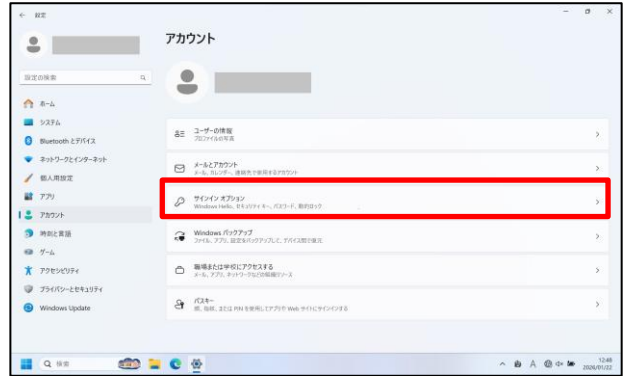 ← 設定
アカウント
設定の検索
ホーム
システム
Bluetooth とデバイス
ネットワークとインターネット
個人用設定
アプリ
アカウント
時刻と言語
ゲーム
アクセシビリティ
プライバシーとセキュリティ
Windows Update
ユーザーの情報
プロファイルの写真
メールとアカウント
メール、カレンダー、連絡先で使用するアカウント
サインイン オプション
Windows Hello、セキュリティ キー、パスワード、動的ロック
Windows バックアップ
ファイル、アプリ、設定をバックアップして、デバイス間で復元
職場または学校にアクセスする
メール、アプリ、ネットワークなどの組織リソース
パスキー
顔、指紋、または PIN を使用してアプリや Web サイトにサインインする
検索
A
12:48
2026/01/22